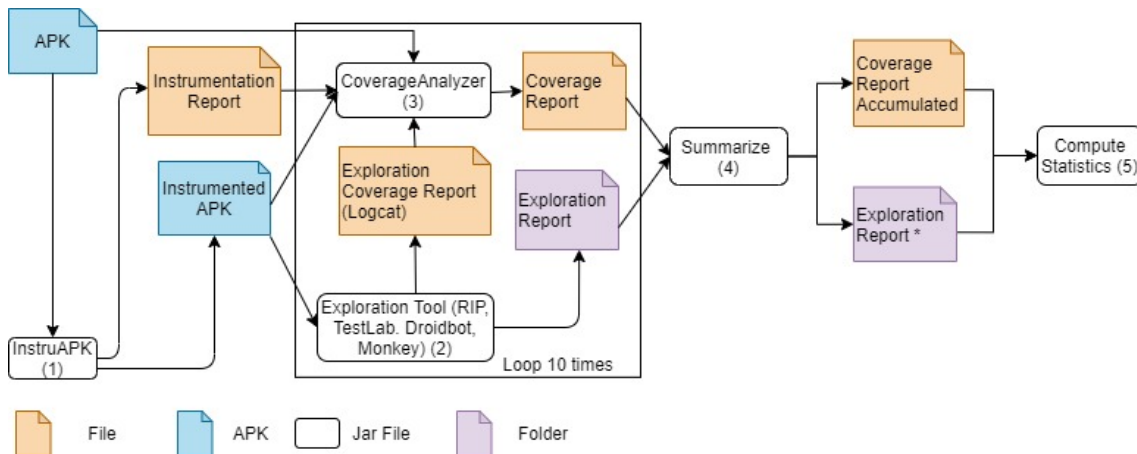 APK
Instrumentation
Report
CoverageAnalyzer
(3)
Coverage
Report
Coverage
Report
Accumulated
Instrumented
APK
Exploration
Coverage Report
(Logcat)
Exploration
Report
Summarize
(4)
Compute
Statistics (5)
Exploration
Report *
InstruAPK
(1)
Exploration Tool (RIP,
TestLab. Droidbot,
Monkey) (2)
Loop 10 times
File
APK
Jar File
Folder